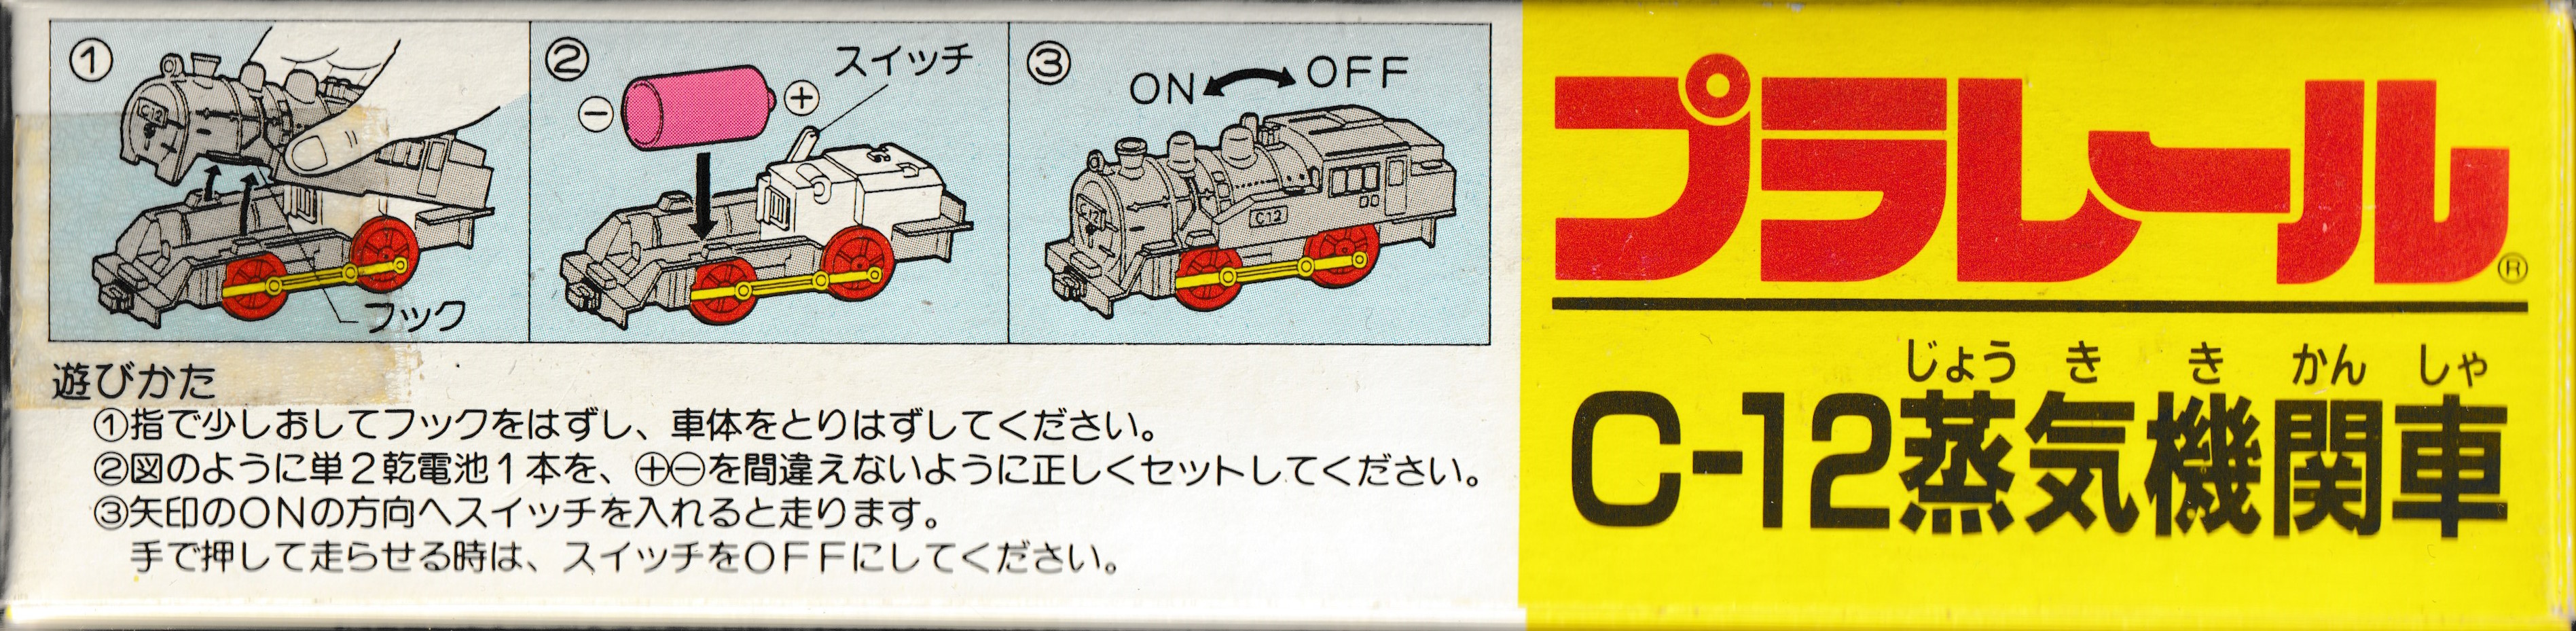 ①
フック
②
スイッチ
⊖
⊕
③
ON OFF
C12
C12
C12
遊びかた
①指で少しおしてフックをはずし、車体をとりはずしてください。
②図のように単2乾電池1本を、⊕⊖を間違えないように正しくセットしてください。
③矢印のONの方向へスイッチを入れると走ります。
手で押して走らせる時は、スイッチをOFFにしてください。
プラレール®
じょう き き かん しゃ
C-12蒸気機関車